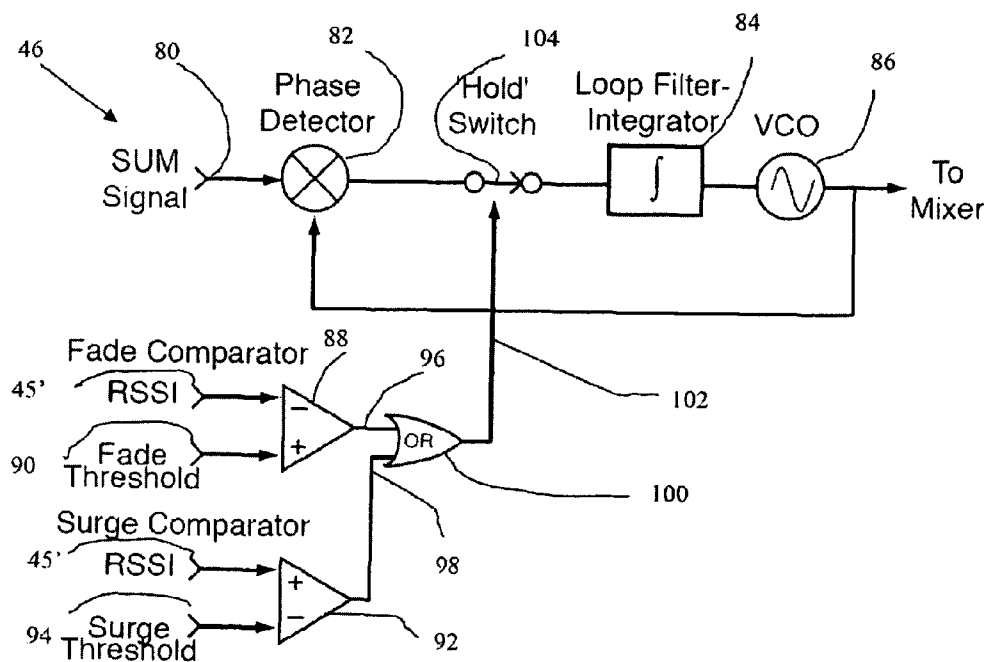 46
80
82
104
84
86
Phase
Detector
'Hold'
Switch
Loop Filter-
Integrator
VCO
SUM
Signal
∫
To
Mixer
Fade Comparator
88
96
102
45'
RSSI
−
+
OR
90
Fade
Threshold
100
Surge Comparator
98
45'
RSSI
+
−
94
Surge
Threshold
92